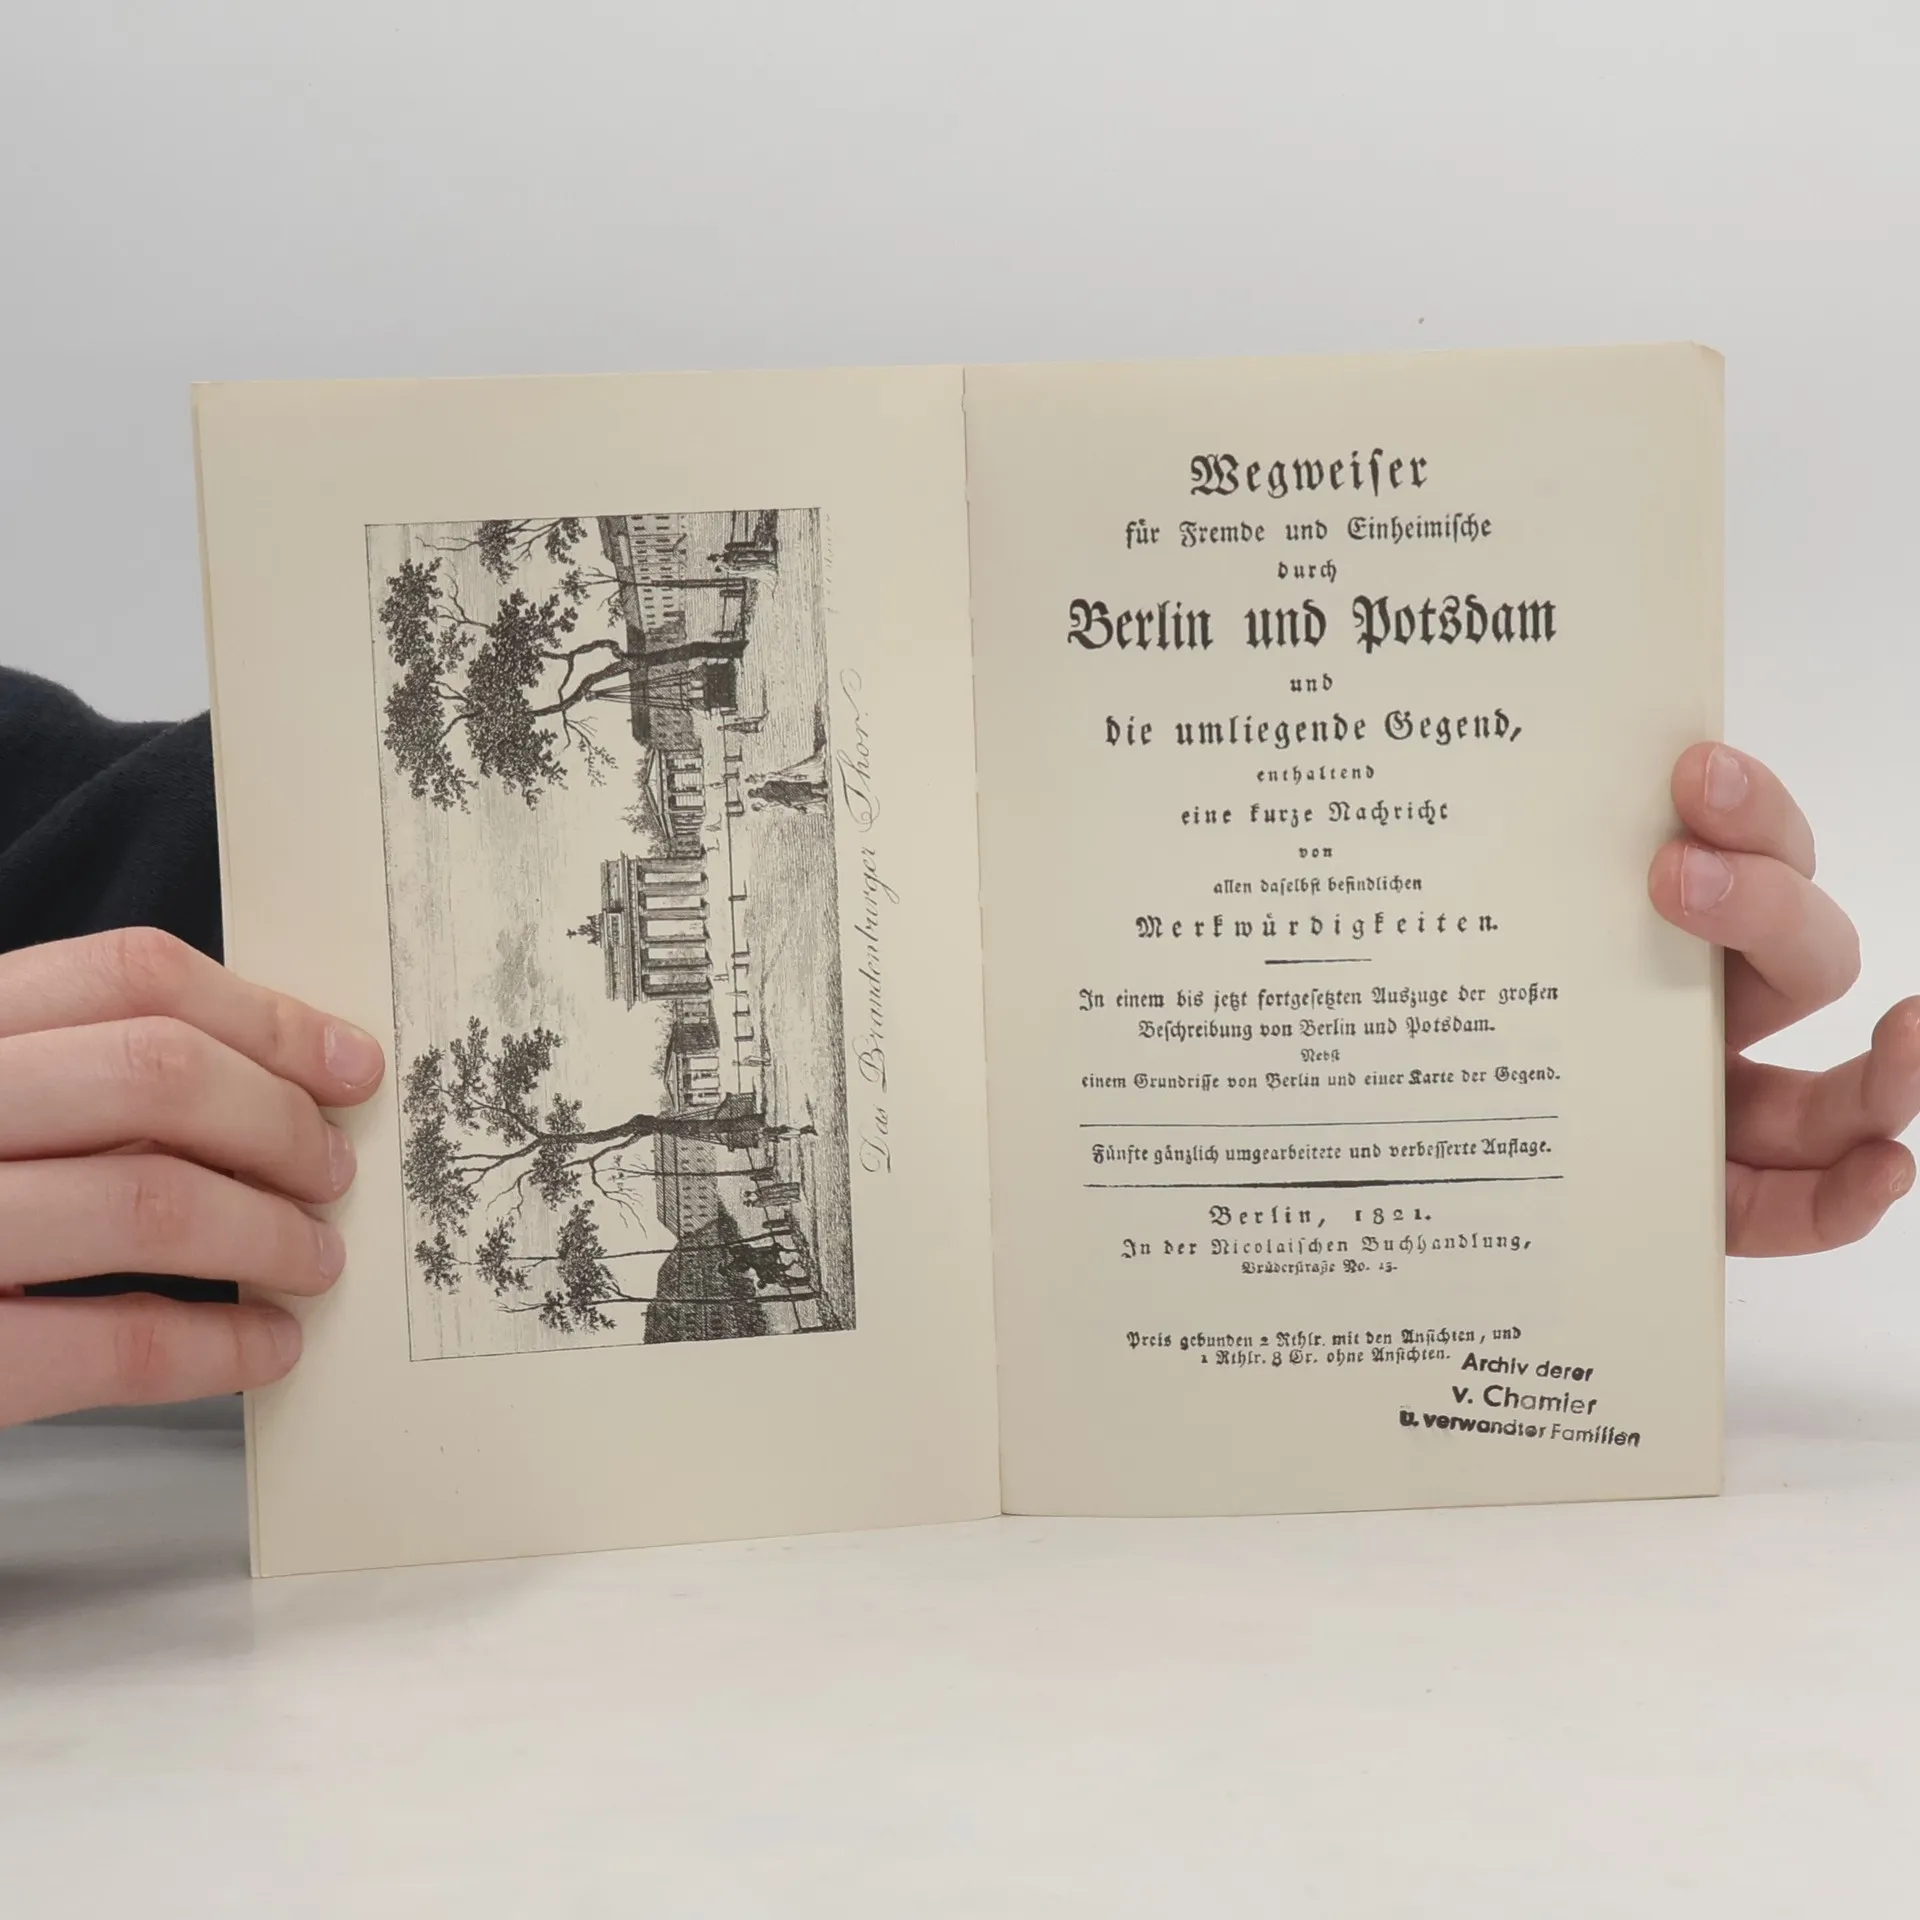 Das Brandenburger Thor.
Wegweiser
für Fremde und Einheimische
durch
Berlin und Potsdam
und
die umliegende Gegend,
enthaltend
eine kurze Nachricht
von
allen daselbst befindlichen
Merkwürdigkeiten.
In einem bis jetzt fortgesetzten Auszuge der großen
Beschreibung von Berlin und Potsdam.
Nebst
einem Grundrisse von Berlin und einer Karte der Gegend.
Fünfte gänzlich umgearbeitete und verbesserte Auflage.
Berlin, 1821.
In der Nicolaischen Buchhandlung,
Brüderstraße No. 13.
Preis gebunden 2 Rthlr. mit den Ansichten, und
1 Rthlr. 8 Gr. ohne Ansichten.
Archiv derer
v. Chamier
u. verwandter Familien